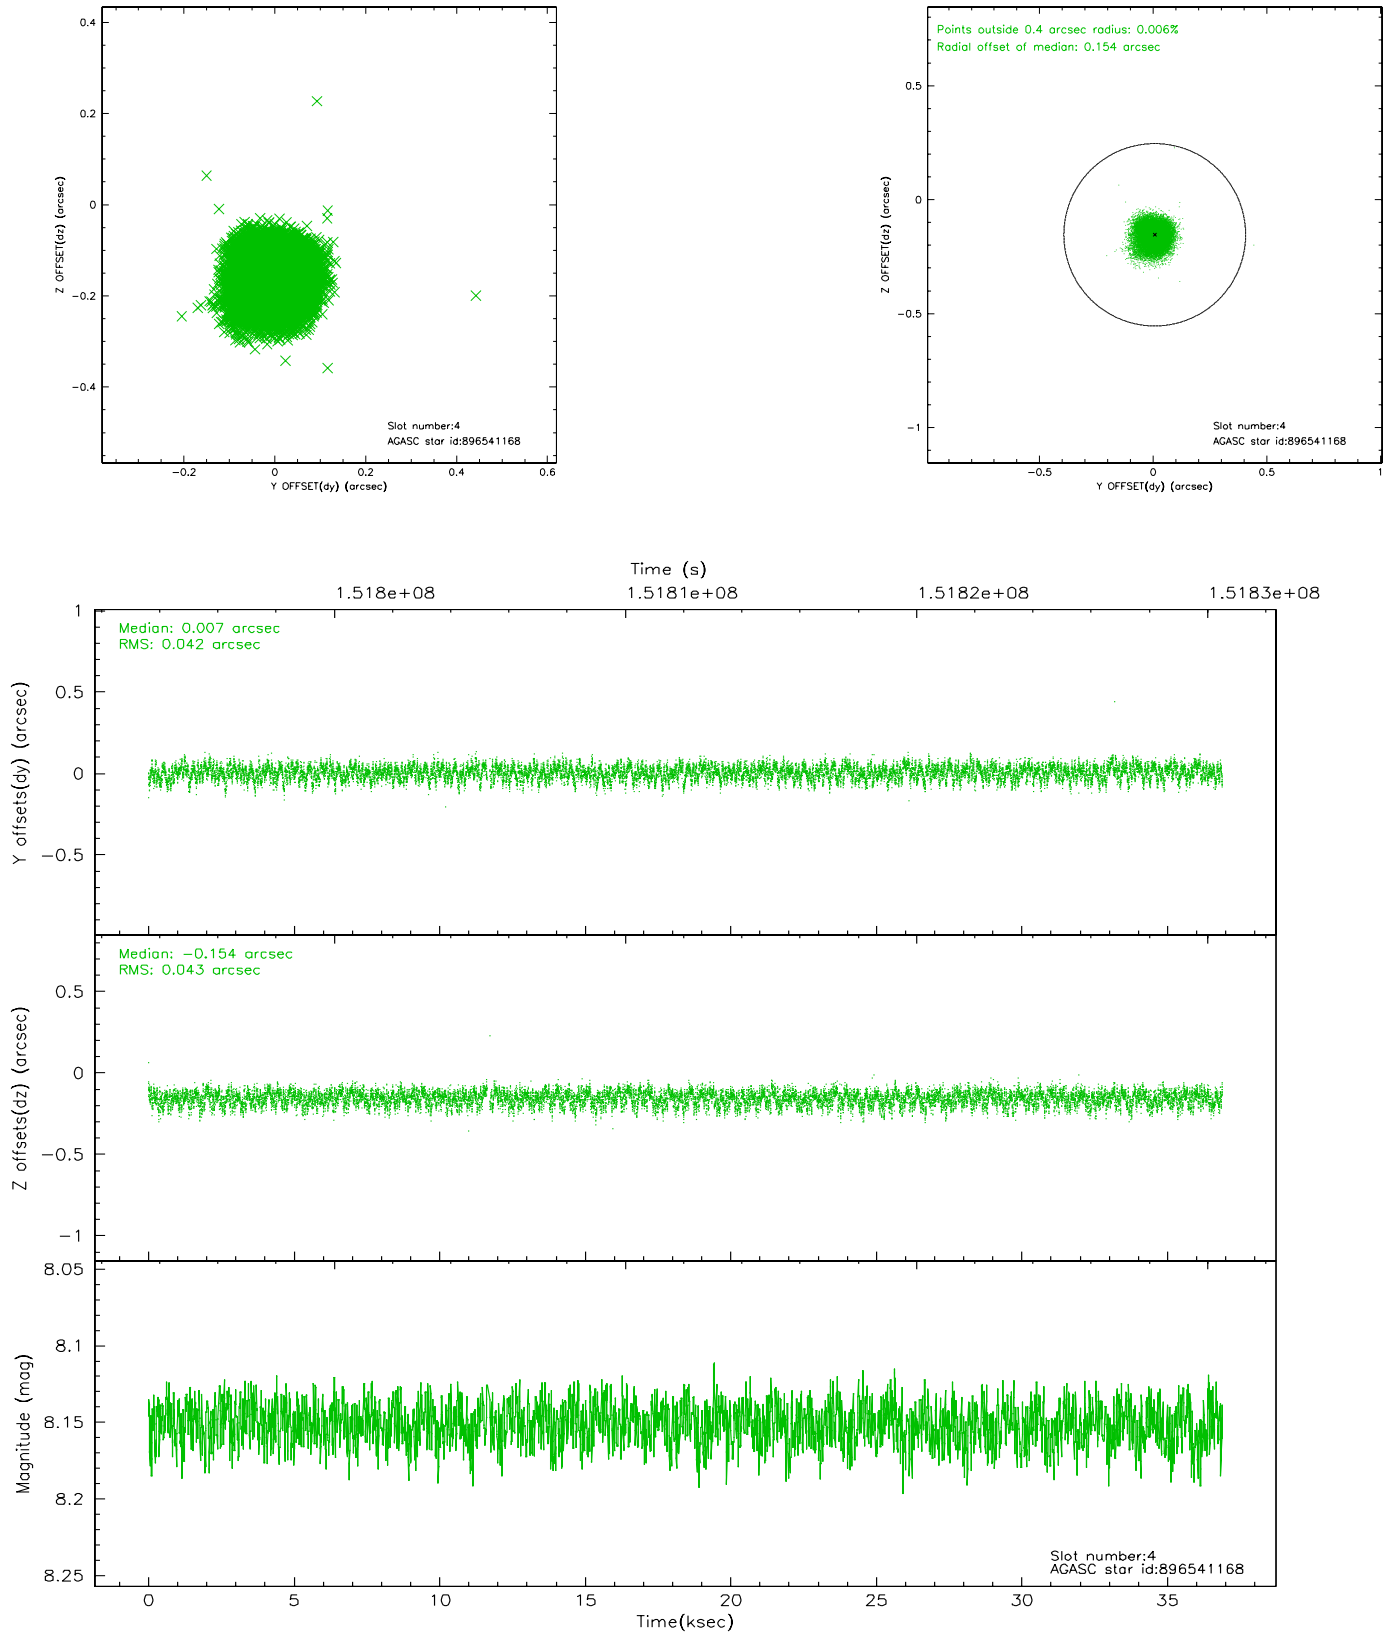 0.4
0.2
0
−0.2
−0.4
Z OFFSET(dz) (arcsec)
Slot number:4
AGASC star id:896541168
−0.2 0 0.2 0.4 0.6
Y OFFSET(dy) (arcsec)
Points outside 0.4 arcsec radius: 0.006%
Radial offset of median: 0.154 arcsec
0.5
0
−0.5
−1
Z OFFSET(dz) (arcsec)
Slot number:4
AGASC star id:896541168
−0.5 0 0.5 1
Y OFFSET(dy) (arcsec)
Time (s)
1.518e+08 1.5181e+08 1.5182e+08 1.5183e+08
Median: 0.007 arcsec
RMS: 0.042 arcsec
1
0.5
0
−0.5
Y offsets(dy) (arcsec)
Median: −0.154 arcsec
RMS: 0.043 arcsec
0.5
0
−0.5
−1
Z offsets(dz) (arcsec)
8.05
8.1
8.15
8.2
8.25
Magnitude (mag)
Slot number:4
AGASC star id:896541168
0 5 10 15 20 25 30 35
Time(ksec)